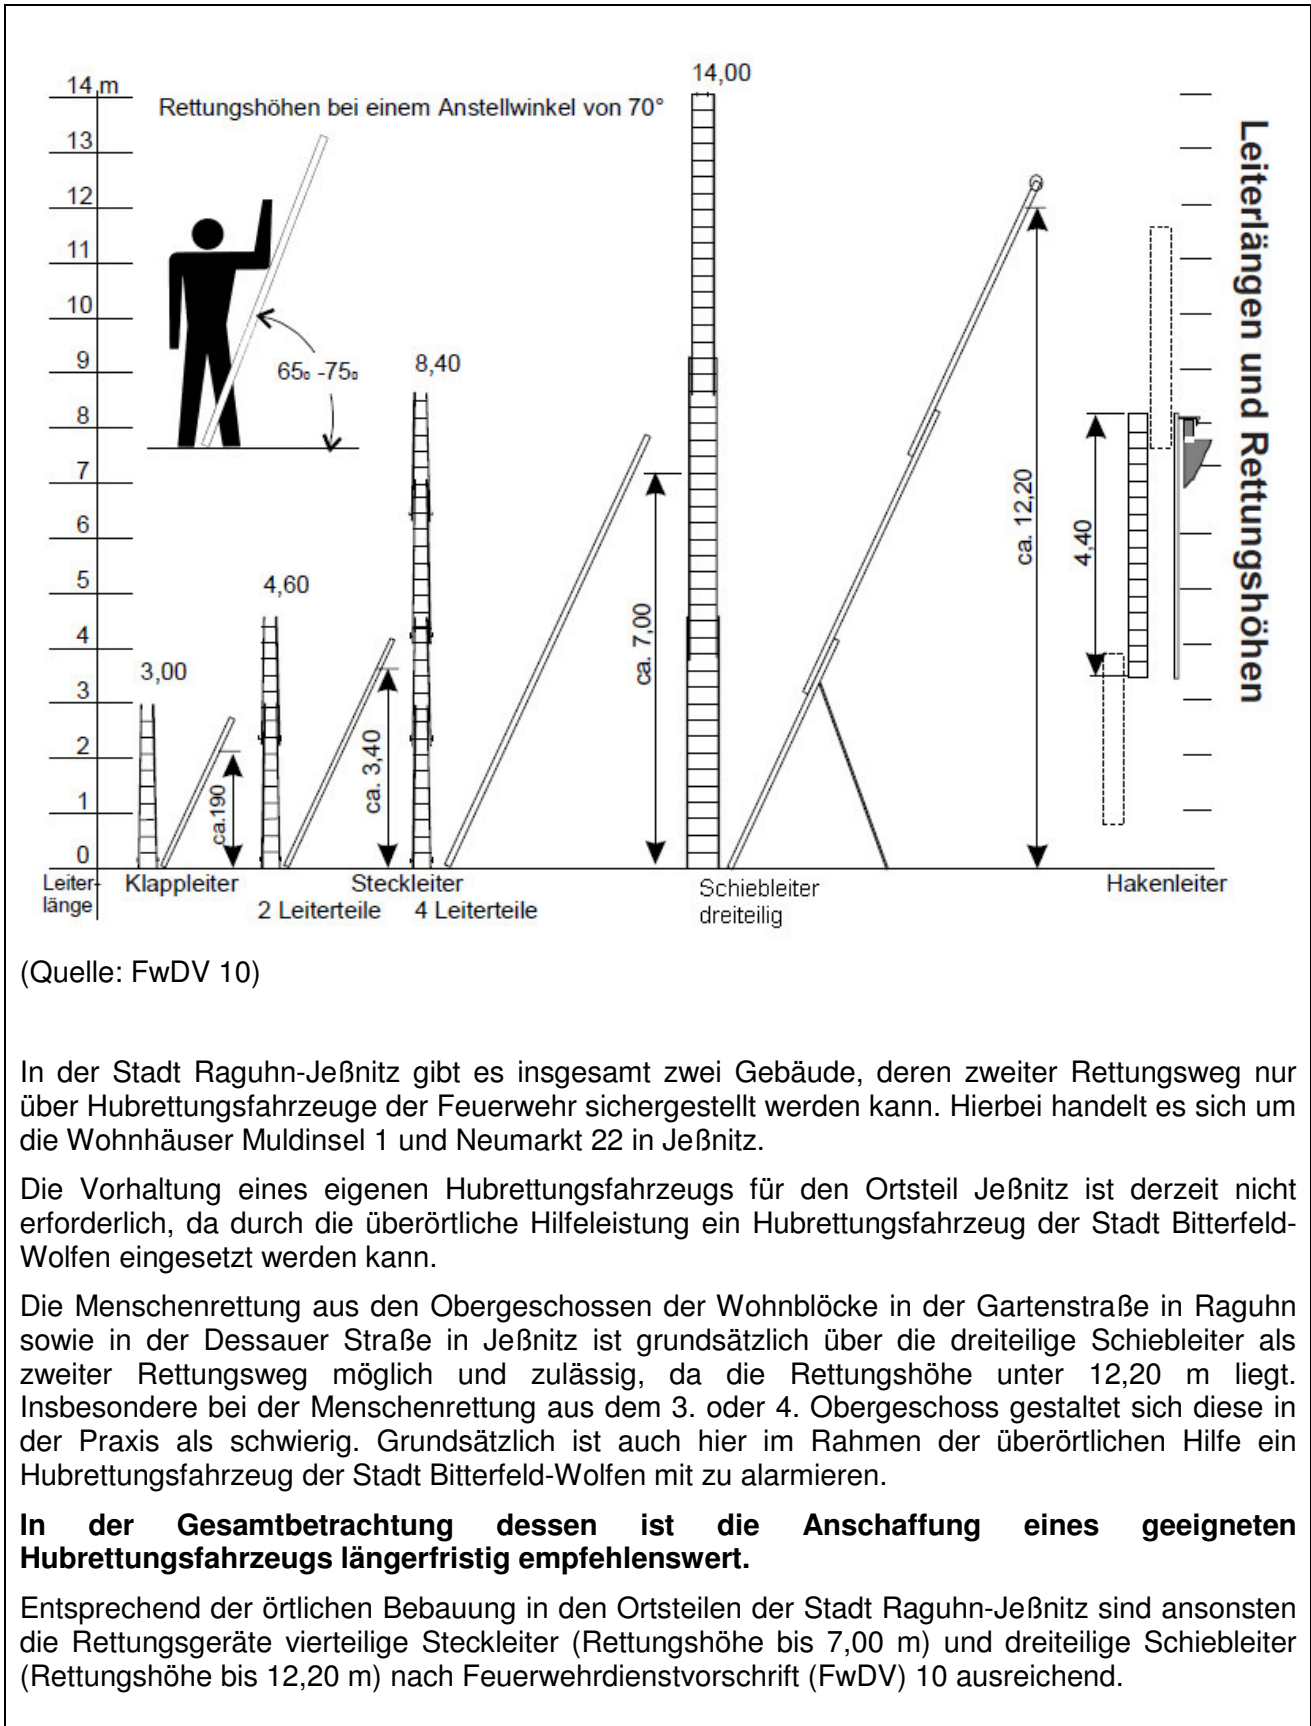 14 m
13
12
11
10
9
8
7
6
5
4
3
2
1
0
Leiter-
länge
Rettungshöhen bei einem Anstellwinkel von 70°
65▫ -75▫
3,00
ca.190
Klappleiter
4,60
ca. 3,40
8,40
ca. 7,00
Steckleiter
2 Leiterteile
4 Leiterteile
14,00
ca. 12,20
Schiebleiter
dreiteilig
4,40
Hakenleiter
Leiterlängen und Rettungshöhen
(Quelle: FwDV 10)
In der Stadt Raguhn-Jeßnitz gibt es insgesamt zwei Gebäude, deren zweiter Rettungsweg nur
über Hubrettungsfahrzeuge der Feuerwehr sichergestellt werden kann. Hierbei handelt es sich um
die Wohnhäuser Muldinsel 1 und Neumarkt 22 in Jeßnitz.
Die Vorhaltung eines eigenen Hubrettungsfahrzeugs für den Ortsteil Jeßnitz ist derzeit nicht
erforderlich, da durch die überörtliche Hilfeleistung ein Hubrettungsfahrzeug der Stadt Bitterfeld-
Wolfen eingesetzt werden kann.
Die Menschenrettung aus den Obergeschossen der Wohnblöcke in der Gartenstraße in Raguhn
sowie in der Dessauer Straße in Jeßnitz ist grundsätzlich über die dreiteilige Schiebleiter als
zweiter Rettungsweg möglich und zulässig, da die Rettungshöhe unter 12,20 m liegt.
Insbesondere bei der Menschenrettung aus dem 3. oder 4. Obergeschoss gestaltet sich diese in
der Praxis als schwierig. Grundsätzlich ist auch hier im Rahmen der überörtlichen Hilfe ein
Hubrettungsfahrzeug der Stadt Bitterfeld-Wolfen mit zu alarmieren.
In der Gesamtbetrachtung dessen ist die Anschaffung eines geeigneten
Hubrettungsfahrzeugs längerfristig empfehlenswert.
Entsprechend der örtlichen Bebauung in den Ortsteilen der Stadt Raguhn-Jeßnitz sind ansonsten
die Rettungsgeräte vierteilige Steckleiter (Rettungshöhe bis 7,00 m) und dreiteilige Schiebleiter
(Rettungshöhe bis 12,20 m) nach Feuerwehrdienstvorschrift (FwDV) 10 ausreichend.